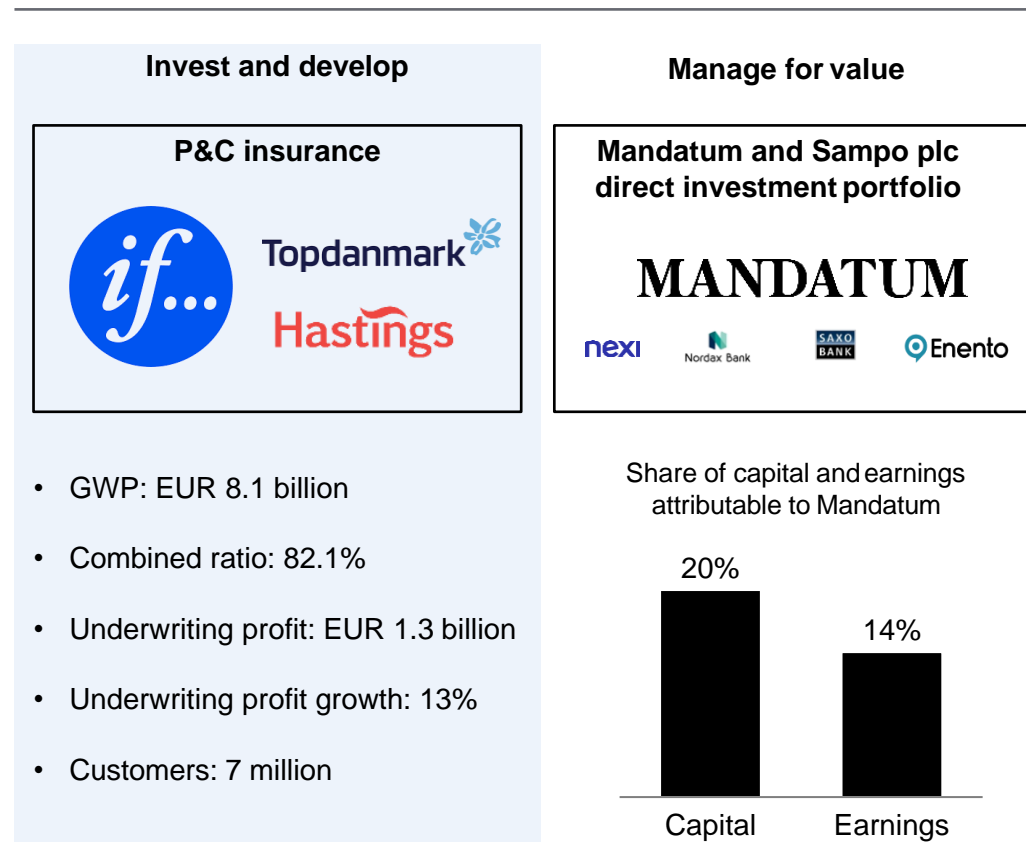 Invest and develop
P&C insurance
if...
Topdanmark
Hastings
• GWP: EUR 8.1 billion
• Combined ratio: 82.1%
• Underwriting profit: EUR 1.3 billion
• Underwriting profit growth: 13%
• Customers: 7 million
Manage for value
Mandatum and Sampo plc
direct investment portfolio
MANDATUM
nexi
Nordax Bank
SAXO
BANK
Enento
Share of capital and earnings
attributable to Mandatum
20%
14%
Capital
Earnings